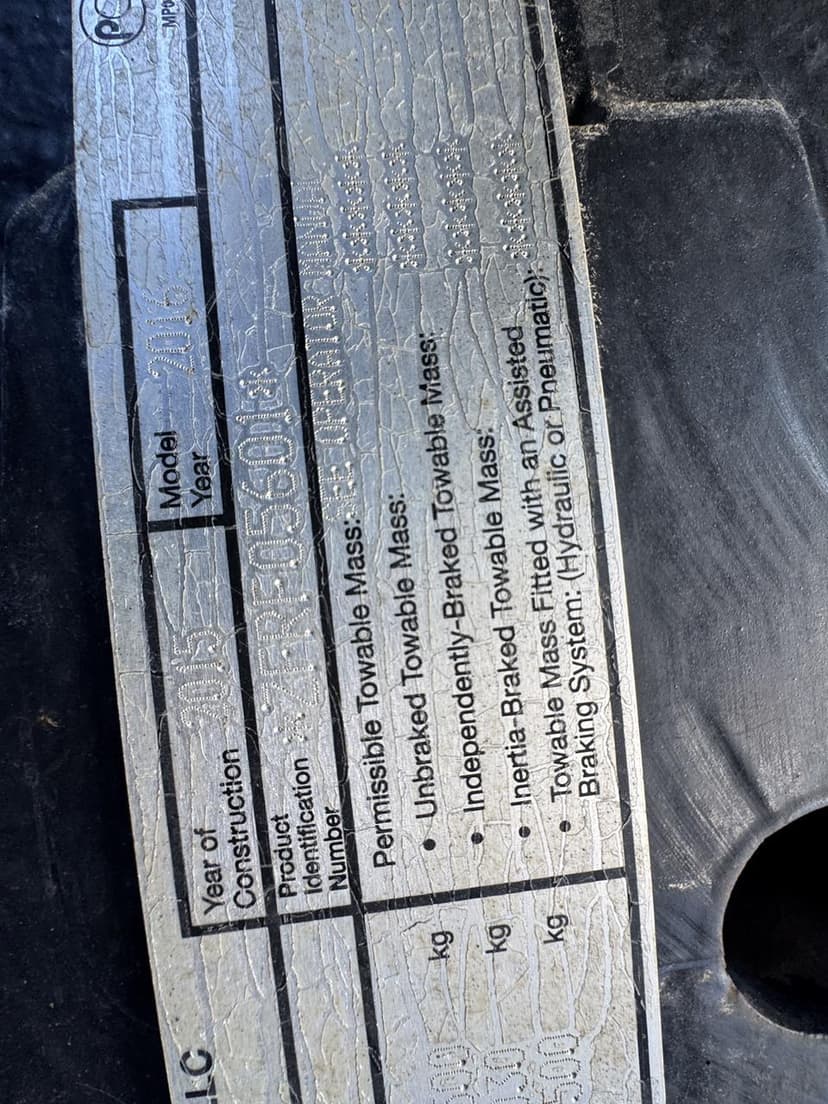 LC
Year of
Construction
2015
Model
Year
2016
Product
Identification
Number
*ZERF05601*
Permissible Towable Mass:
SEE OPERATOR MANUAL
• Unbraked Towable Mass: *****
• Independently-Braked Towable Mass: *****
• Inertia-Braked Towable Mass: *****
• Towable Mass Fitted with an Assisted
Braking System: (Hydraulic or Pneumatic): *****
kg
kg
kg